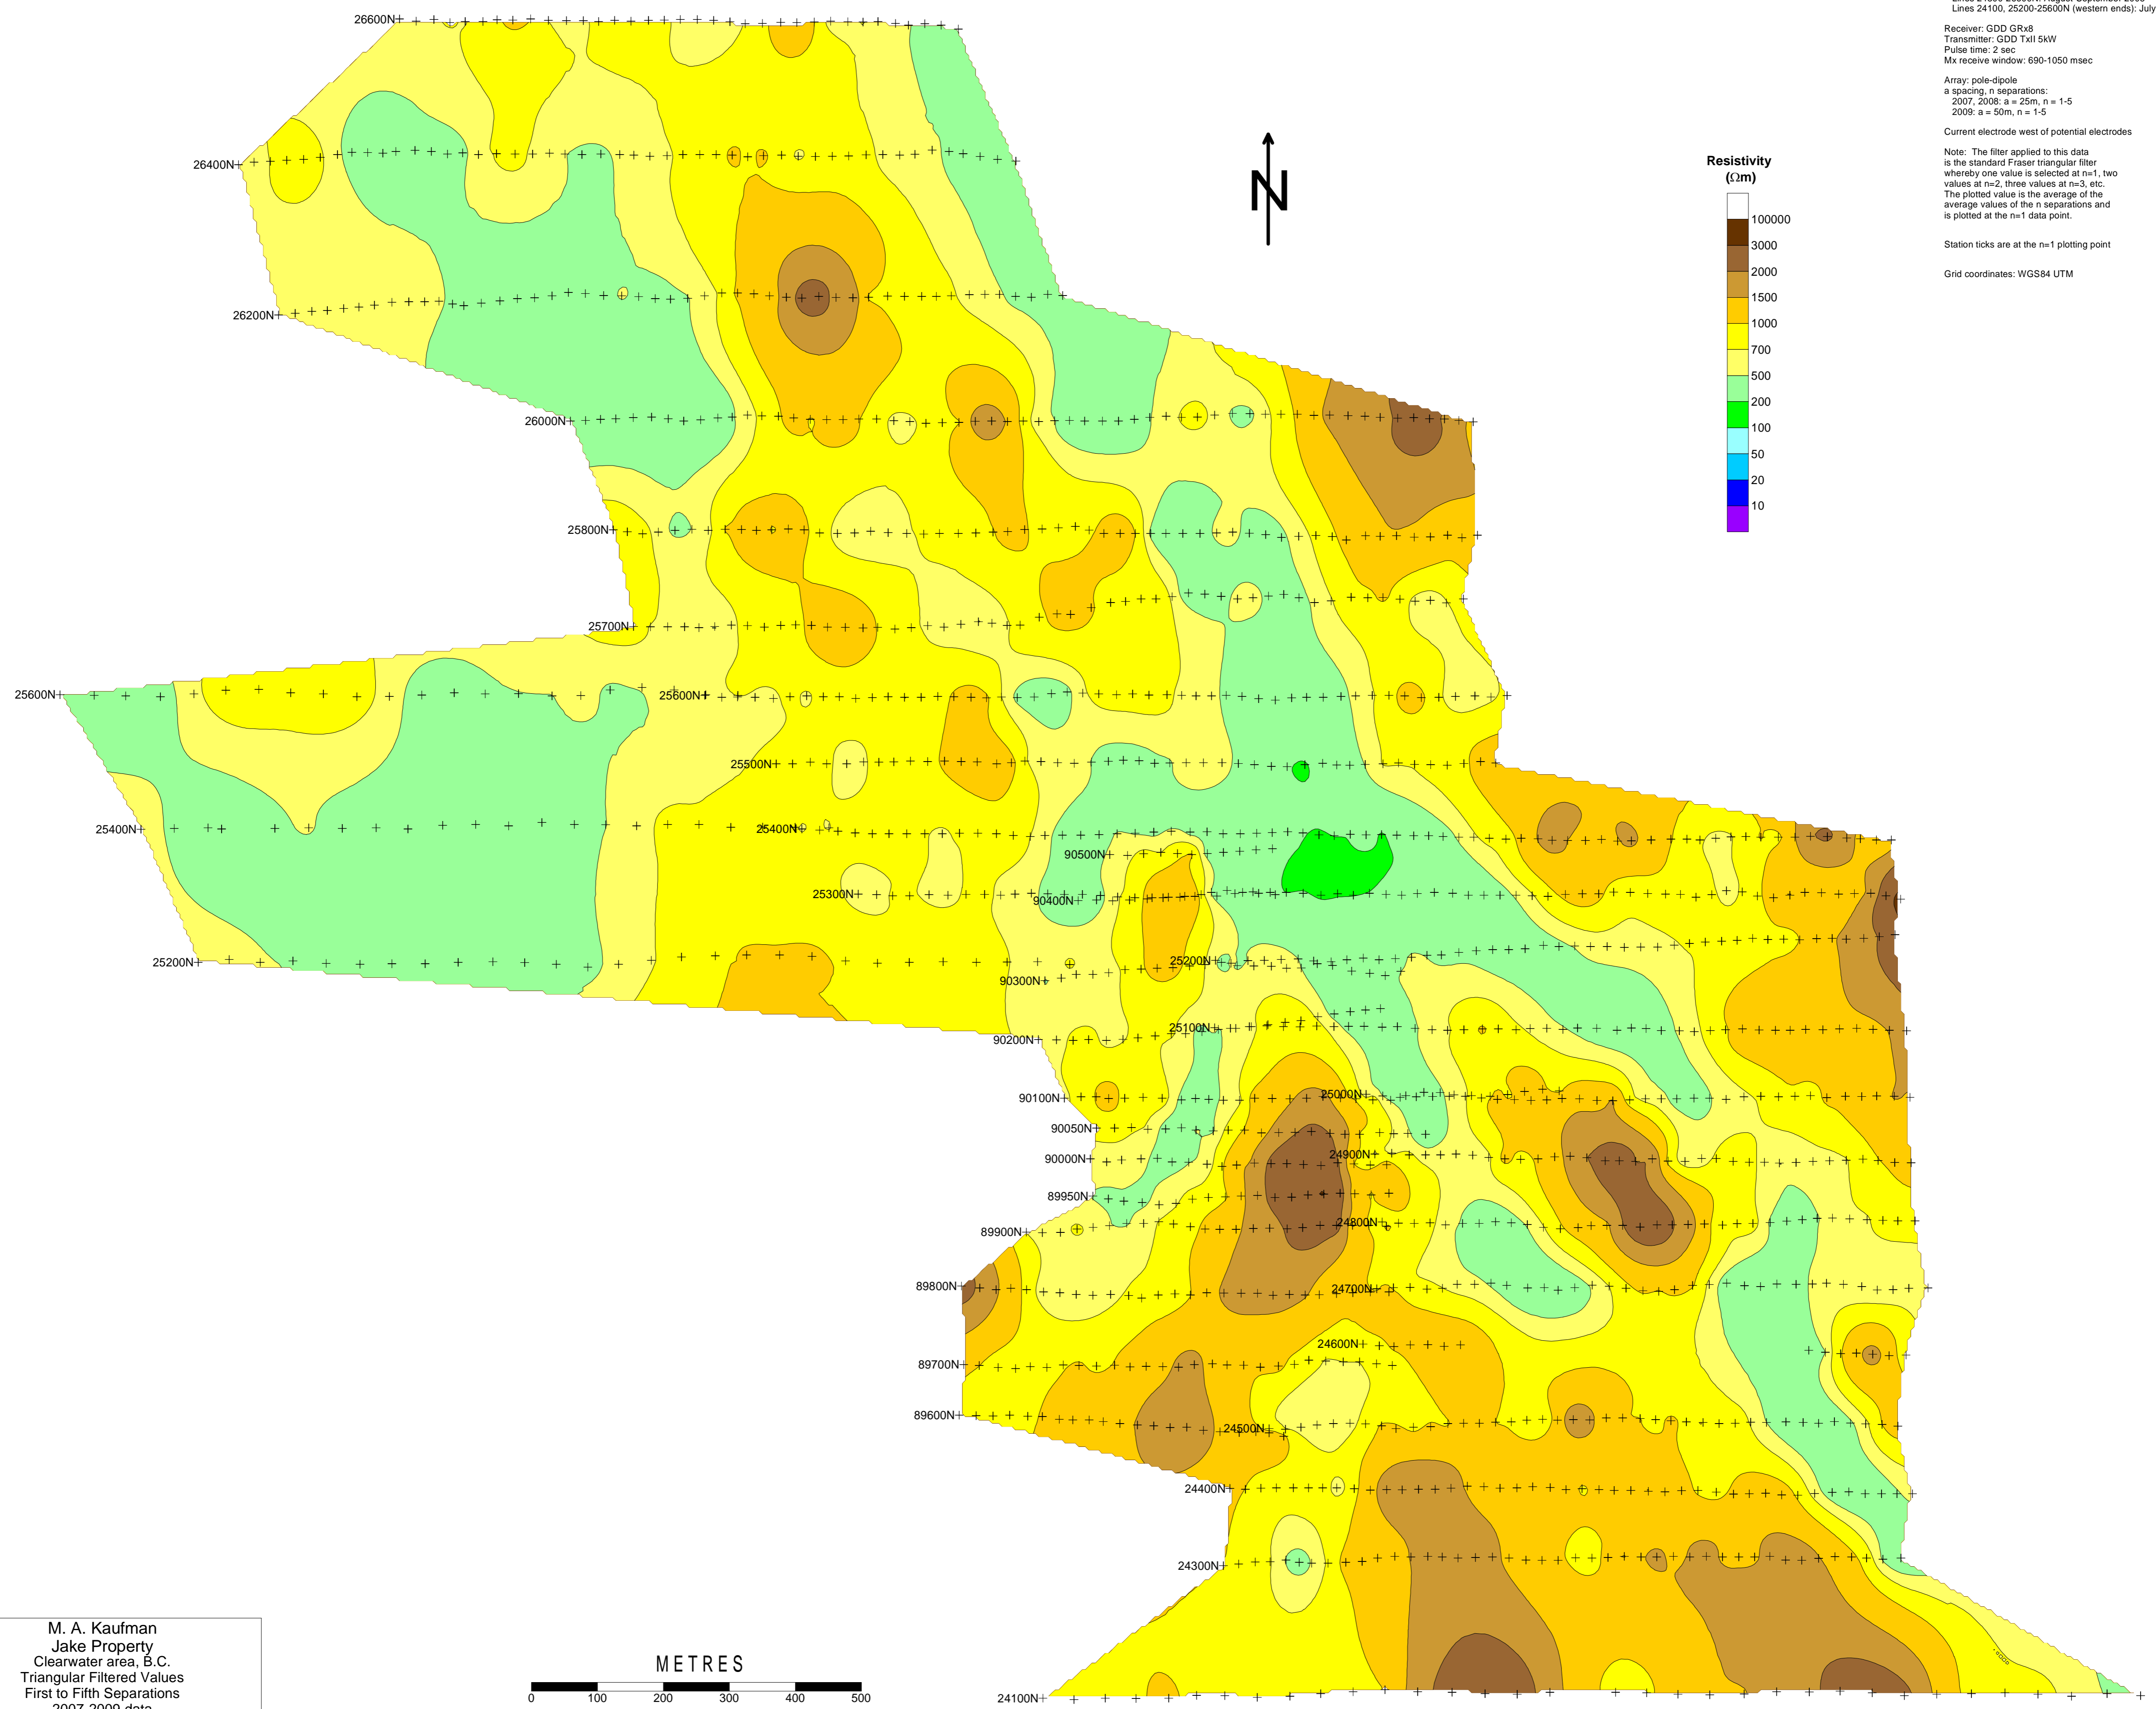 Lines 24100, 25200-25600N (western ends): July
Receiver: GDD GRx8
Transmitter: GDD TxII 5kW
Pulse time: 2 sec
Mx receive window: 690-1050 msec
Array: pole-dipole
a spacing, n separations:
2007, 2008: a = 25m, n = 1-5
2009: a = 50m, n = 1-5
Current electrode west of potential electrodes
Note: The filter applied to this data
is the standard Fraser triangular filter
whereby one value is selected at n=1, two
values at n=2, three values at n=3, etc.
The plotted value is the average of the
average values of the n separations and
is plotted at the n=1 data point.
Station ticks are at the n=1 plotting point
Grid coordinates: WGS84 UTM
N
Resistivity
(Ωm)
100000
3000
2000
1500
1000
700
500
200
100
50
20
10
26600N
26400N
26200N
26000N
25800N
25700N
25600N
25600N
25500N
25400N
25400N
90500N
25300N
90400N
25200N
25200N
90300N
25100N
90200N
25000N
90100N
90050N
24900N
90000N
89950N
24800N
89900N
89800N
24700N
24600N
89700N
89600N
24500N
24400N
24300N
24100N
1000
METRES
0 100 200 300 400 500
M. A. Kaufman
Jake Property
Clearwater area, B.C.
Triangular Filtered Values
First to Fifth Separations
2007-2009 data